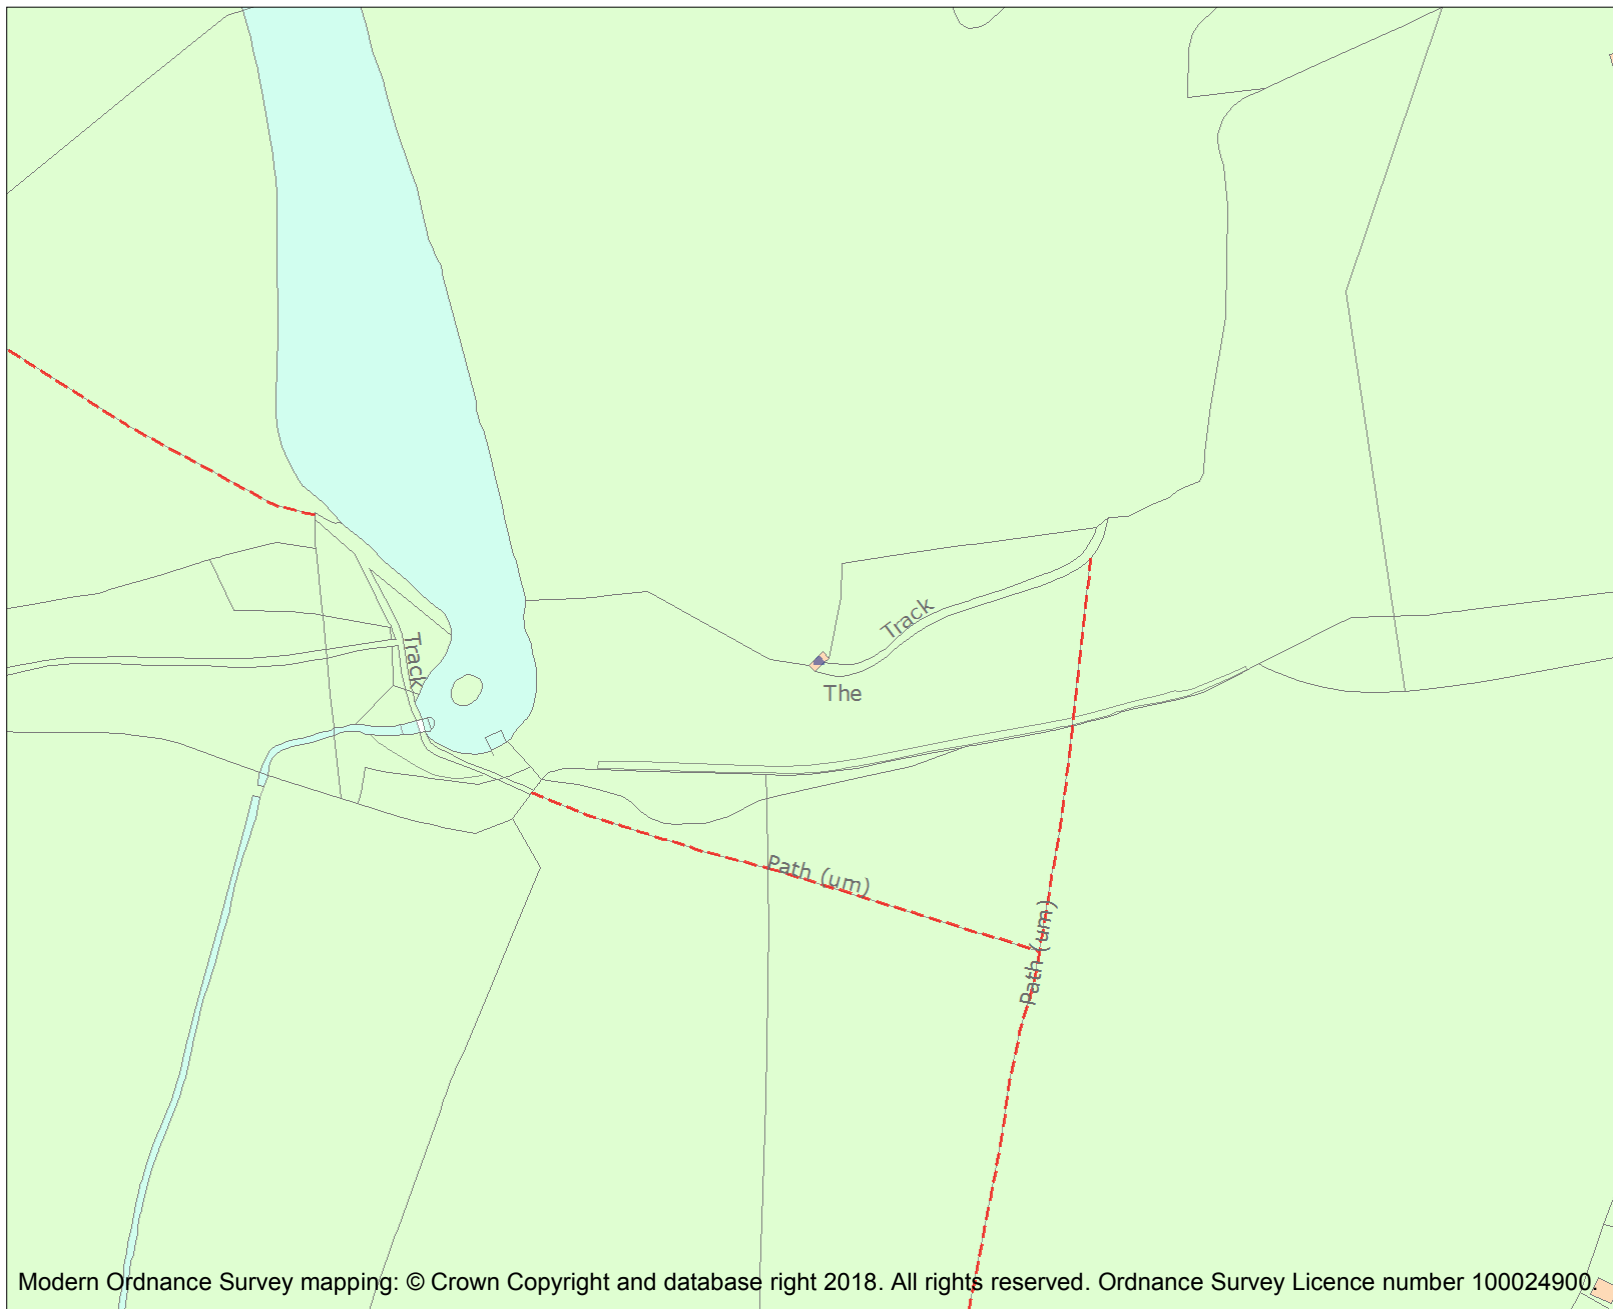 Track
Track
The
Path (um)
Path (um)
Modern Ordnance Survey mapping: © Crown Copyright and database right 2018. All rights reserved. Ordnance Survey Licence number 100024900.